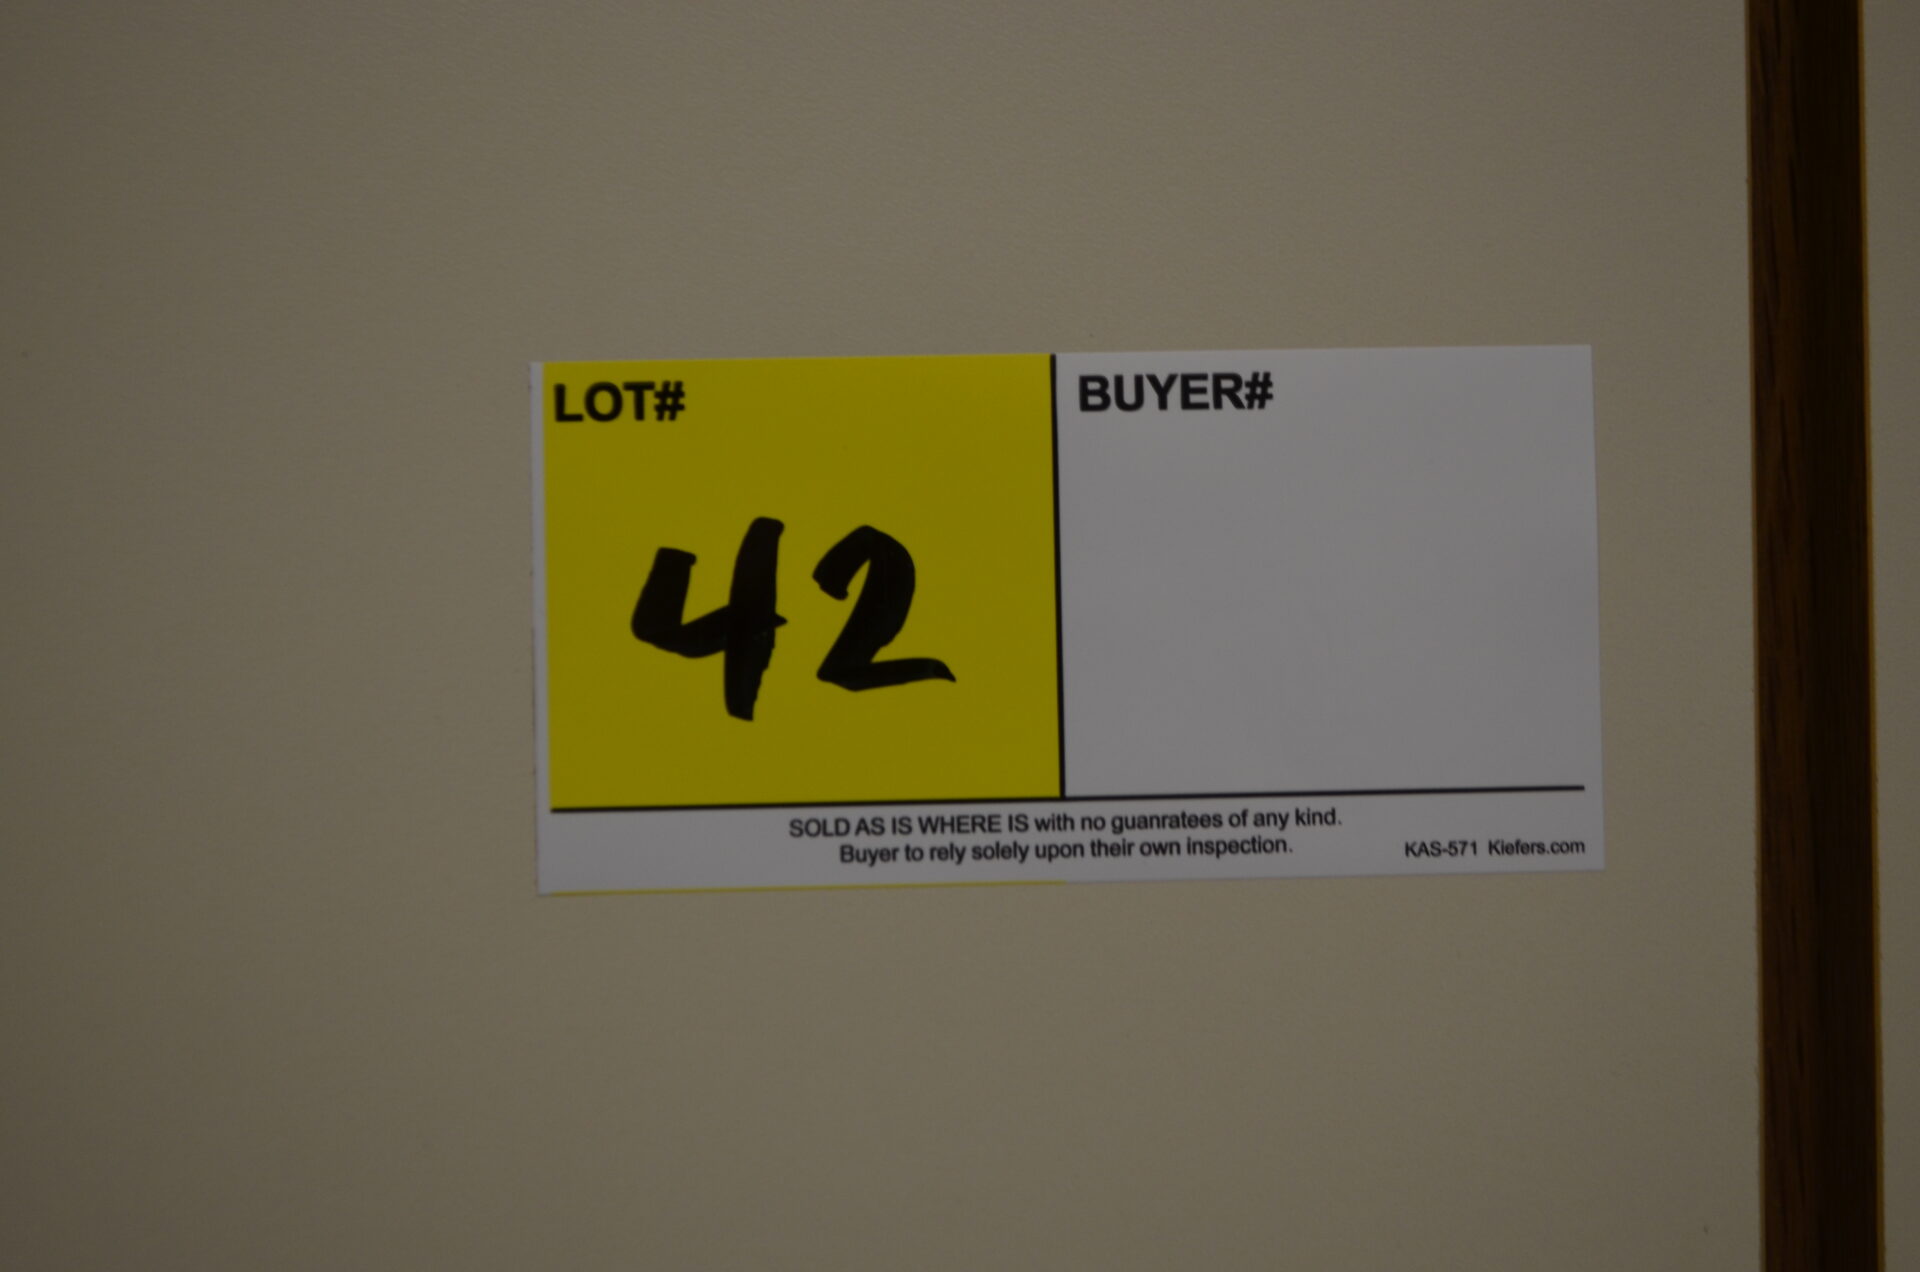 LOT#
42
BUYER#
SOLD AS IS WHERE IS with no guanratees of any kind.
Buyer to rely solely upon their own inspection.
KAS-571 Kiefers.com